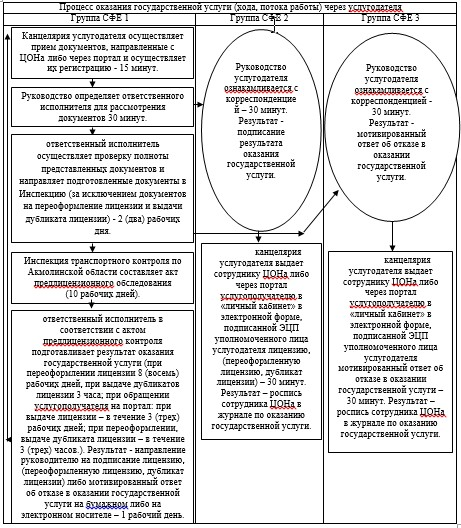 Процесс оказания государственной услуги (хода, потока работы) через услугодателя
Группа СФЕ 1
Группа СФЕ 2
Группа СФЕ 3
Канцелярия услугодателя осуществляет
прием документов, направленные с
ЦОНа либо через портал и осуществляет
их регистрацию - 15 минут.
Руководство определяет ответственного
исполнителя для рассмотрения
документов 30 минут.
ответственный исполнитель
осуществляет проверку полноты
представленных документов и
направляет подготовленные документы в
Инспекцию (за исключением документов
на переоформление лицензии и выдачи
дубликата лицензии) - 2 (два) рабочих
дня.
Инспекция транспортного контроля по
Акмолинской области составляет акт
предлицензионного обследования
(10 рабочих дней).
ответственный исполнитель в
соответствии с актом
предлицензионного контроля
подготавливает результат оказания
государственной услуги (при
переоформлении лицензии 8 (восемь)
рабочих дней, при выдаче дубликатов
лицензии 3 часа; при обращении
услугополучателя на портал: при
выдаче лицензии – в течение 3 (трех)
рабочих дней; при переоформлении,
выдаче дубликата лицензии – в течение
3 (трех) часов.). Результат - направление
руководителю на подписание лицензию,
(переоформленную лицензию, дубликат
лицензии) либо мотивированный ответ
об отказе в оказании государственной
услуги на бумажном либо на
электронном носителе – 1 рабочий день.
Руководство
услугодателя
ознакамливается с
корреспонденцие
й – 30 минут.
Результат -
подписание
результата
оказания
государственной
услуги.
канцелярия
услугодателя выдает
сотруднику ЦОНа либо
через портал
услугополучателю в
«личный кабинет» в
электронной форме,
подписанной ЭЦП
уполномоченного лица
услугодателя лицензию,
(переоформленную
лицензию, дубликат
лицензии) – 30 минут.
Результат – роспись
сотрудника ЦОНа в
журнале по оказанию
государственной услуги.
Руководство
услугодателя
ознакамливается с
корреспонденцией -
30 минут.
Результат -
мотивированный
ответ об отказе в
оказании
государственной
услуги.
канцелярия
услугодателя выдает
сотруднику ЦОНа либо
через портал
услугополучателю в
«личный кабинет» в
электронной форме,
подписанной ЭЦП
уполномоченного лица
услугодателя
мотивированный ответ
об отказе в оказании
государственной услуги –
30 минут. Результат –
роспись сотрудника ЦОНа
в журнале по оказанию
государственной услуги.